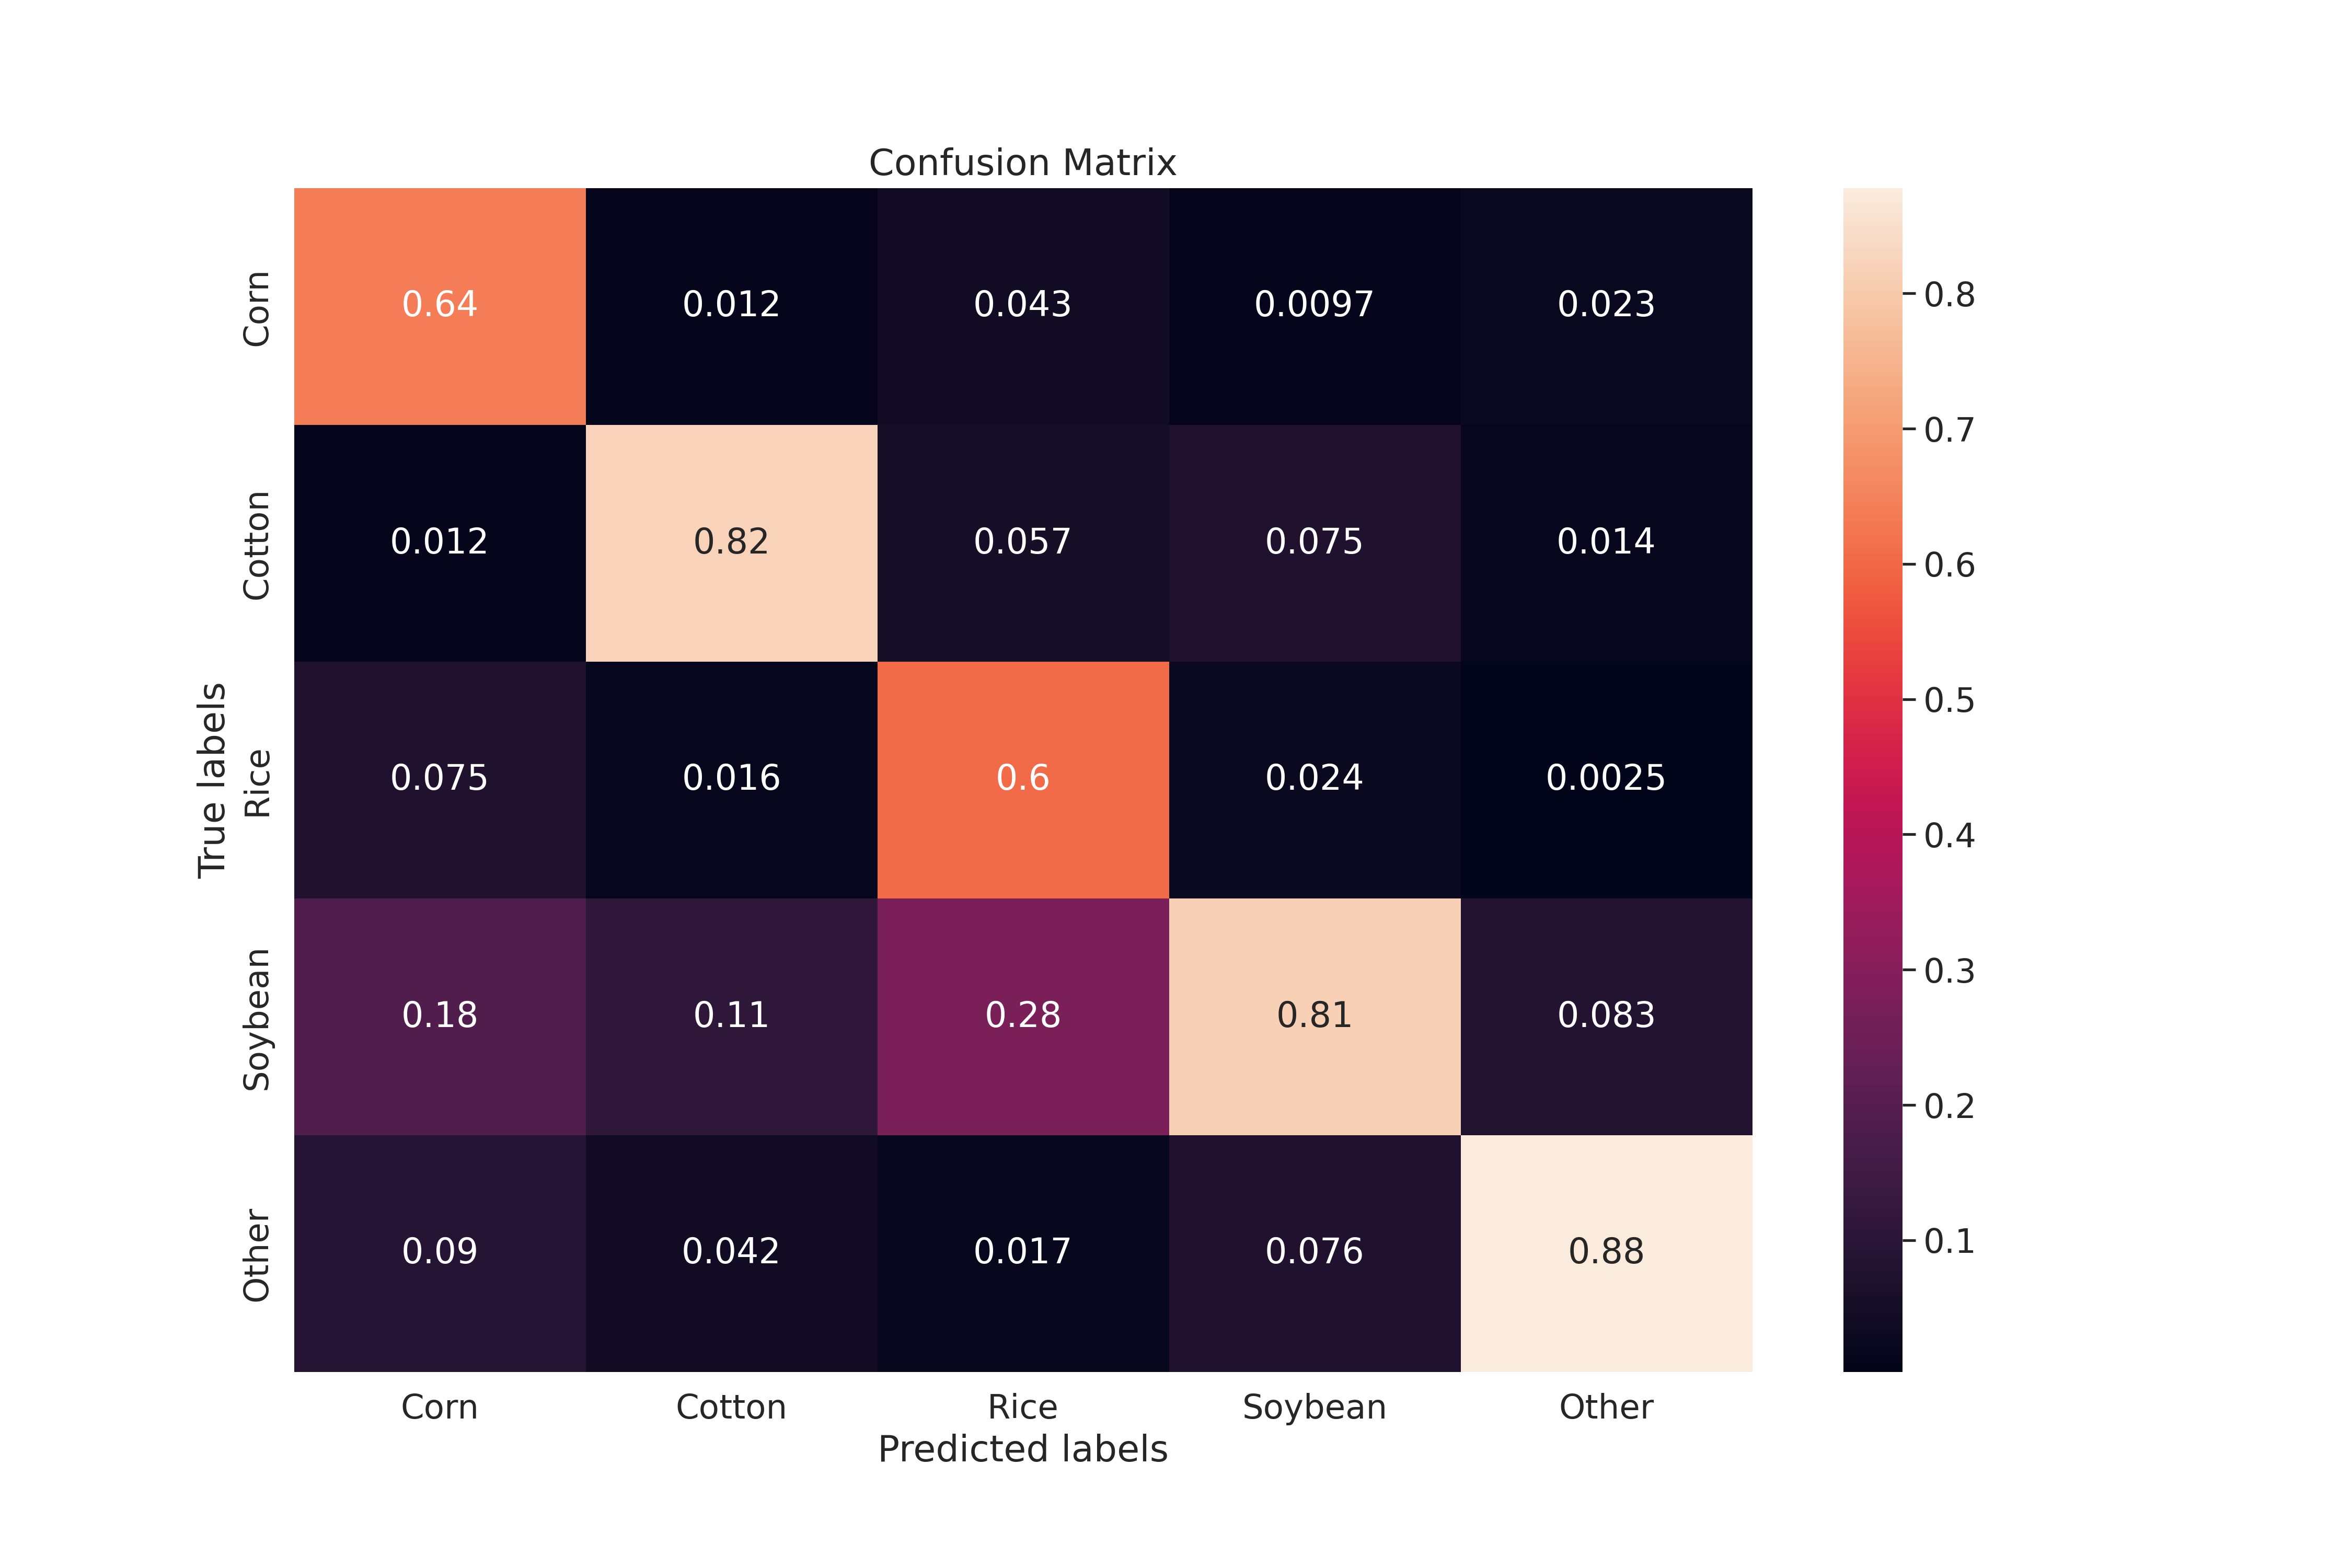 Confusion Matrix
Corn 0.64 0.012 0.043 0.0097 0.023
Cotton 0.012 0.82 0.057 0.075 0.014
Rice 0.075 0.016 0.6 0.024 0.0025
Soybean 0.18 0.11 0.28 0.81 0.083
Other 0.09 0.042 0.017 0.076 0.88
True labels
Corn Cotton Rice Soybean Other
Predicted labels
0.8
0.7
0.6
0.5
0.4
0.3
0.2
0.1